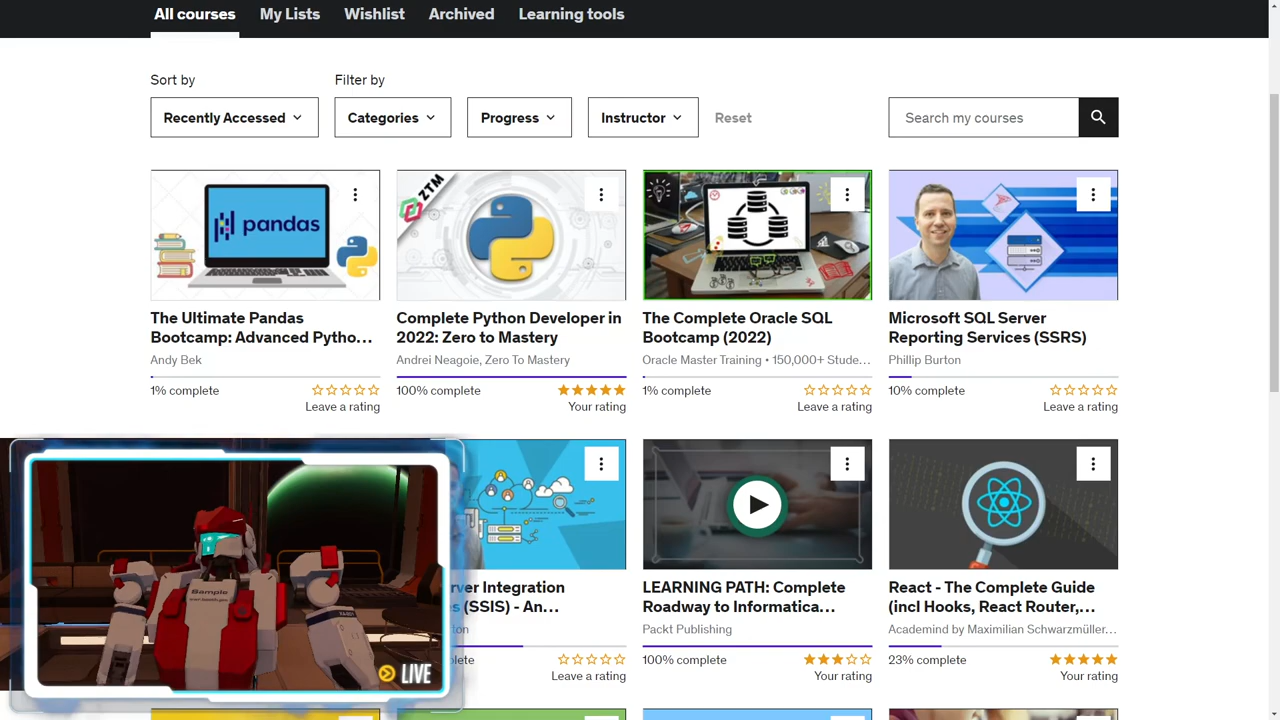 All courses
My Lists
Wishlist
Archived
Learning tools
Sort by
Filter by
Recently Accessed
Categories
Progress
Instructor
Reset
Search my courses
pandas
ZTM
The Ultimate Pandas
Bootcamp: Advanced Pytho...
Andy Bek
1% complete
Leave a rating
Complete Python Developer in
2022: Zero to Mastery
Andrei Neagoie, Zero To Mastery
100% complete
Your rating
The Complete Oracle SQL
Bootcamp (2022)
Oracle Master Training • 150,000+ Stude...
1% complete
Leave a rating
Microsoft SQL Server
Reporting Services (SSRS)
Phillip Burton
10% complete
Leave a rating
Sample
LIVE
rver Integration
s (SSIS) - An...
ton
plete
Leave a rating
LEARNING PATH: Complete
Roadway to Informatica...
Packt Publishing
100% complete
Your rating
React - The Complete Guide
(incl Hooks, React Router,...
Academind by Maximilian Schwarzmüller...
23% complete
Your rating